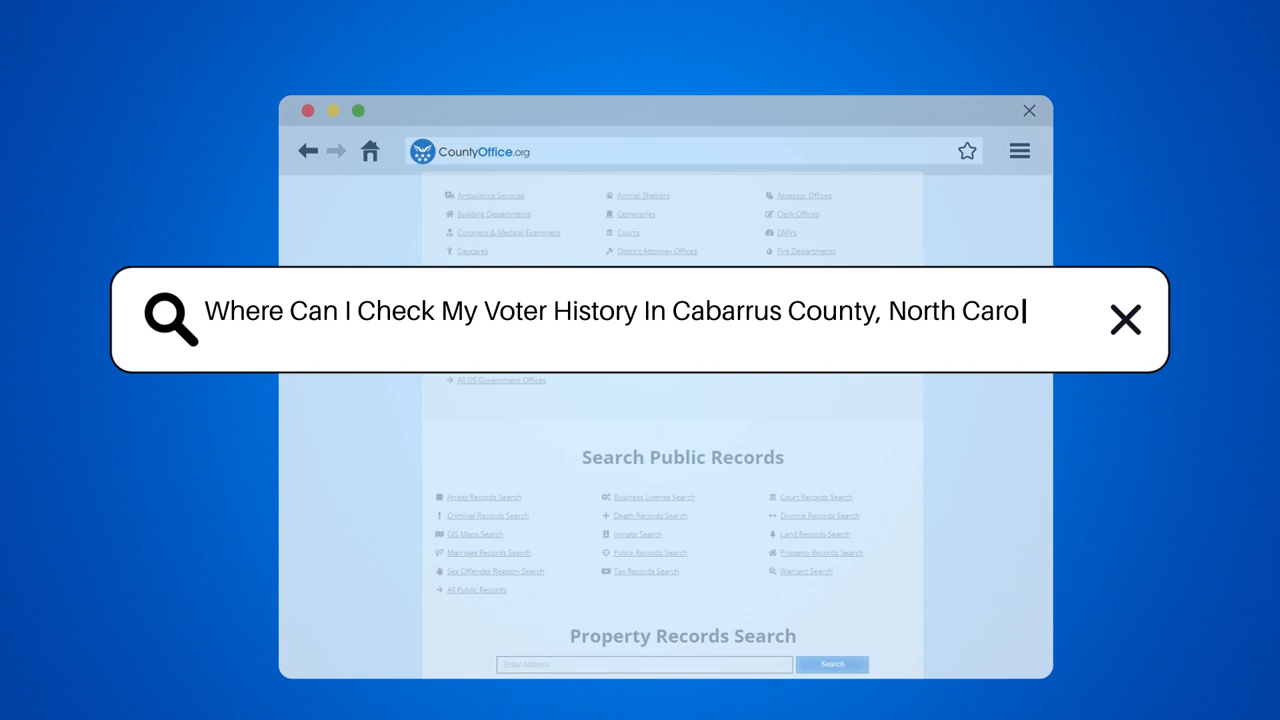 CountyOffice.org
Ambulance Services Animal Shelters Assessor Offices
Building Departments Cemeteries Clerk Offices
Coroners & Medical Examiners Courts DMVs
Daycares District Attorney Offices Fire Departments
Where Can I Check My Voter History In Cabarrus County, North Caro
All US Government Offices
Search Public Records
Arrest Records Search Business License Search Court Records Search
Criminal Records Search Death Records Search Divorce Records Search
GIS Maps Search Inmate Search Land Records Search
Marriage Records Search Police Records Search Property Records Search
Sex Offender Registry Search Tax Records Search Warrant Search
All Public Records
Property Records Search
Enter Address Search